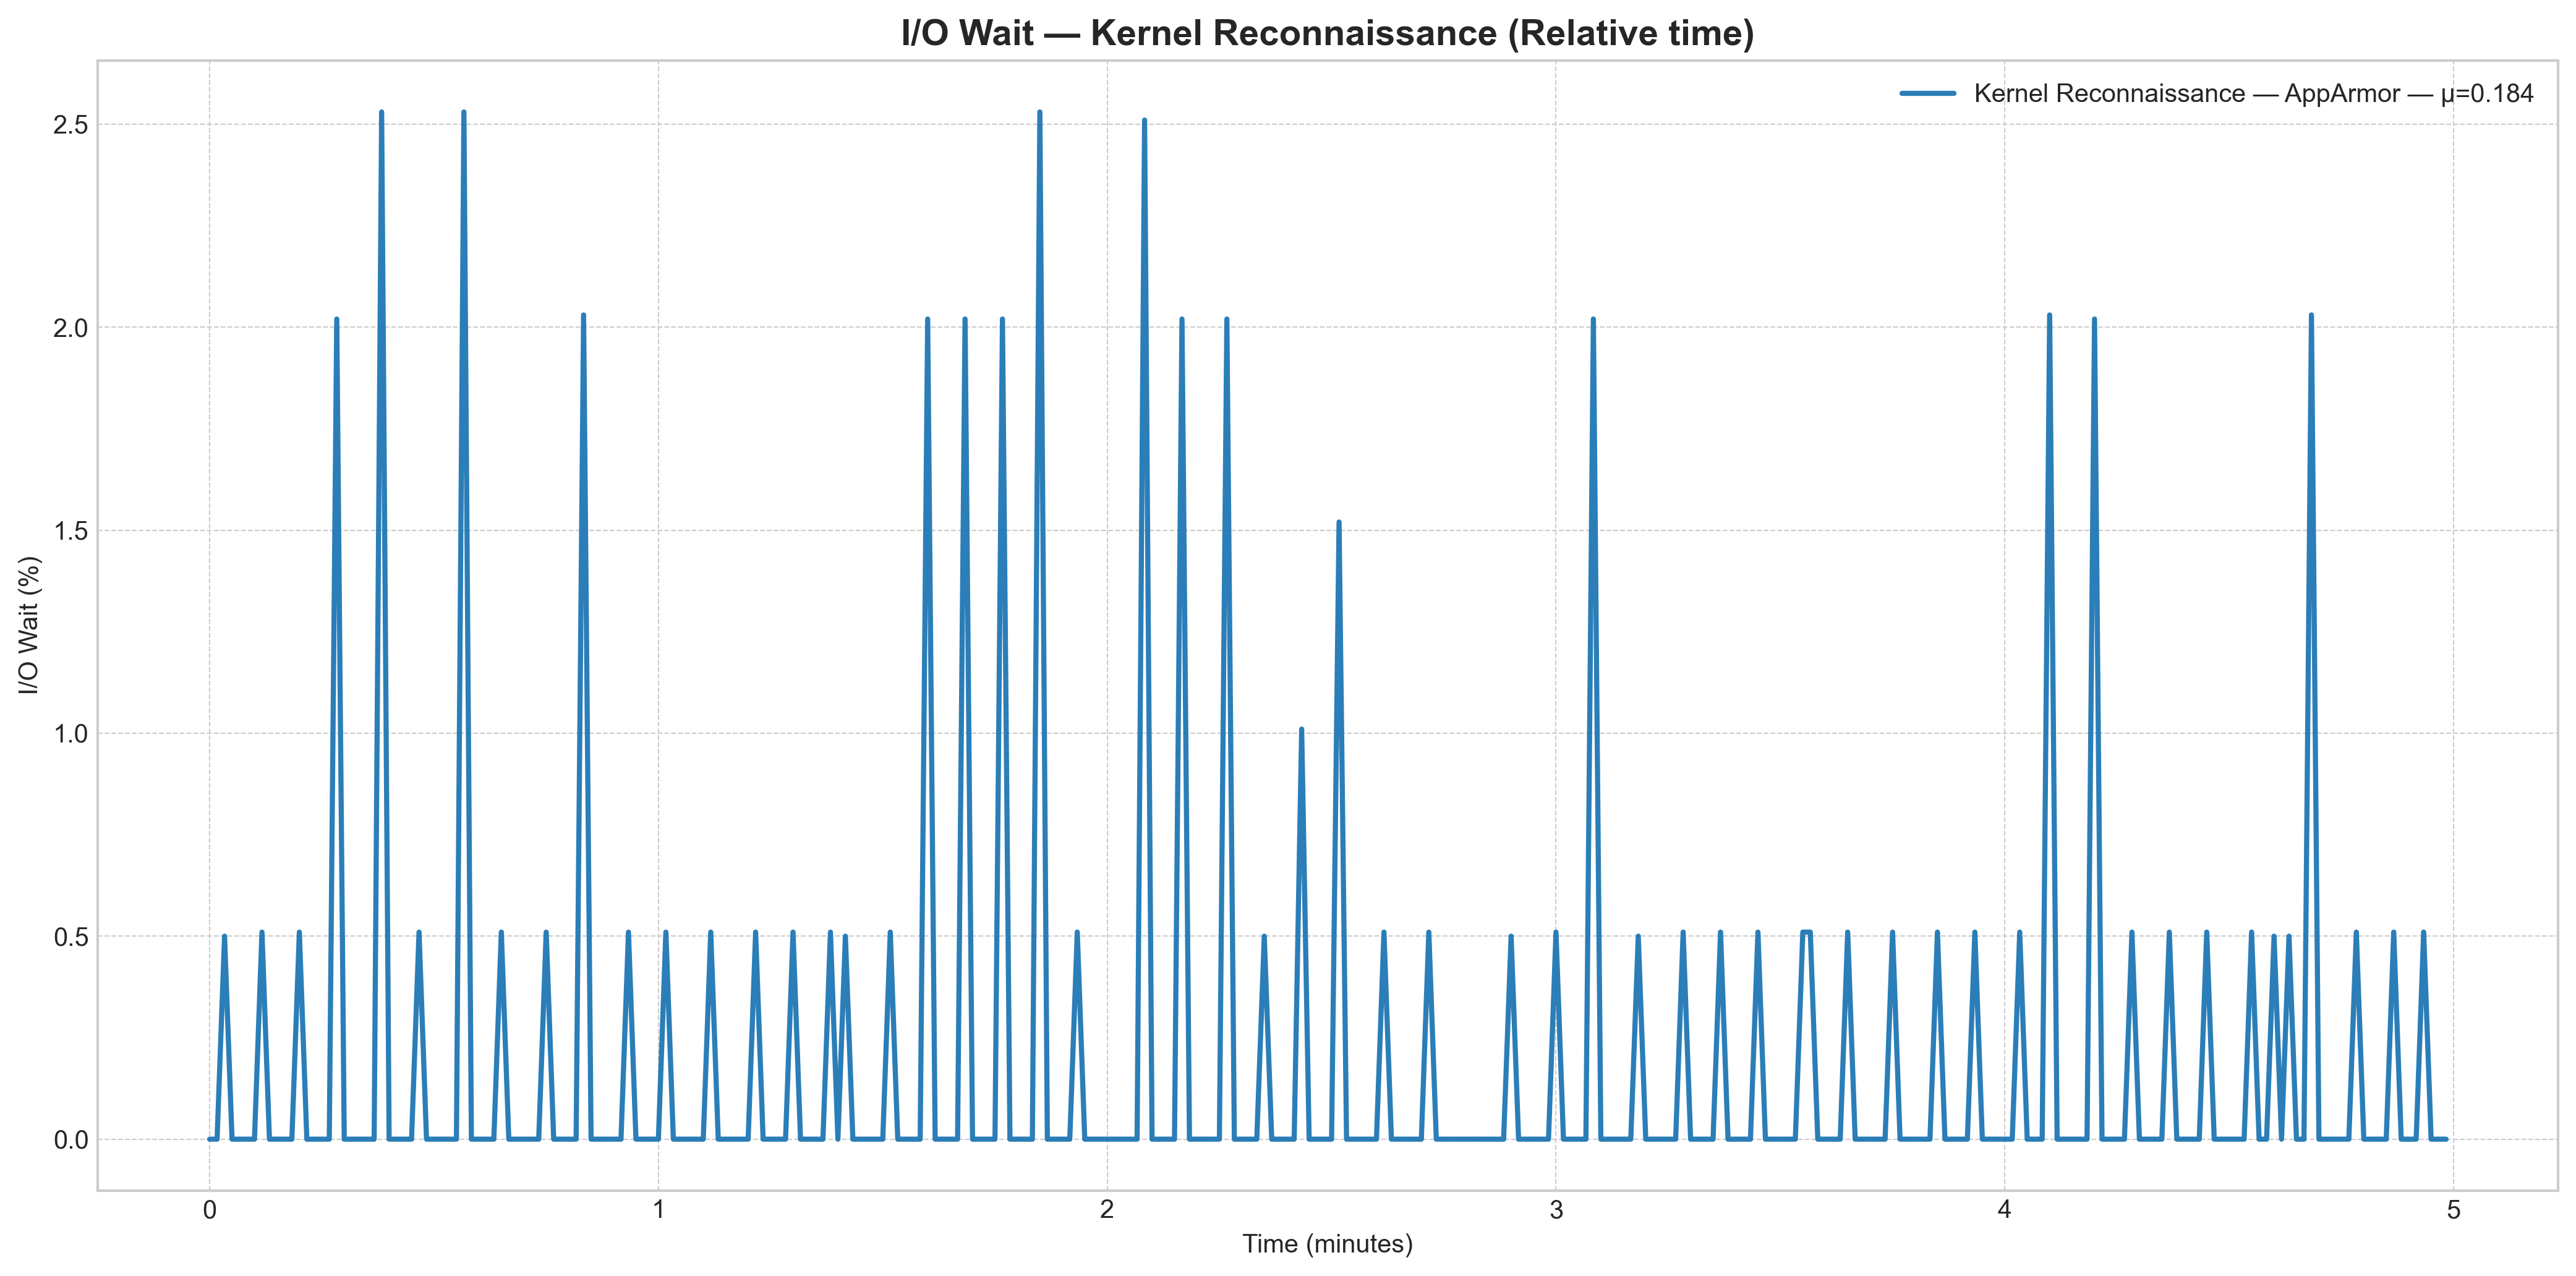 I/O Wait — Kernel Reconnaissance (Relative time)
Kernel Reconnaissance — AppArmor — μ=0.184
I/O Wait (%)
2.5
2.0
1.5
1.0
0.5
0.0
0 1 2 3 4 5
Time (minutes)